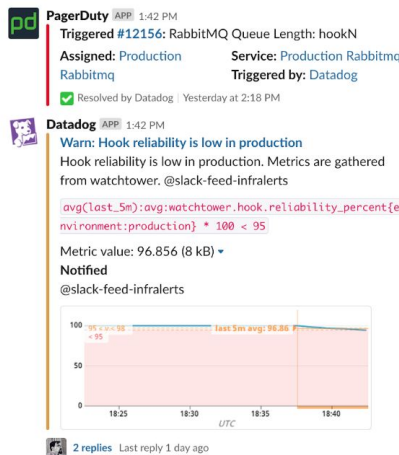 pd
PagerDuty APP 1:42 PM
Triggered #12156: RabbitMQ Queue Length: hookN
Assigned: Production
Rabbitmq
Service: Production Rabbitmq
Triggered by: Datadog
Resolved by Datadog | Yesterday at 2:18 PM
Datadog APP 1:42 PM
Warn: Hook reliability is low in production
Hook reliability is low in production. Metrics are gathered
from watchtower. @slack-feed-infralerts
avg(last_5m):avg:watchtower.hook.reliability_percent{e
nvironment:production} * 100 < 95
Metric value: 96.856 (8 kB)
Notified
@slack-feed-infralerts
100
95 <= x < 98
last 5m avg: 96.86
< 95
50
0
18:25 18:30 18:35 18:40
UTC
2 replies Last reply 1 day ago